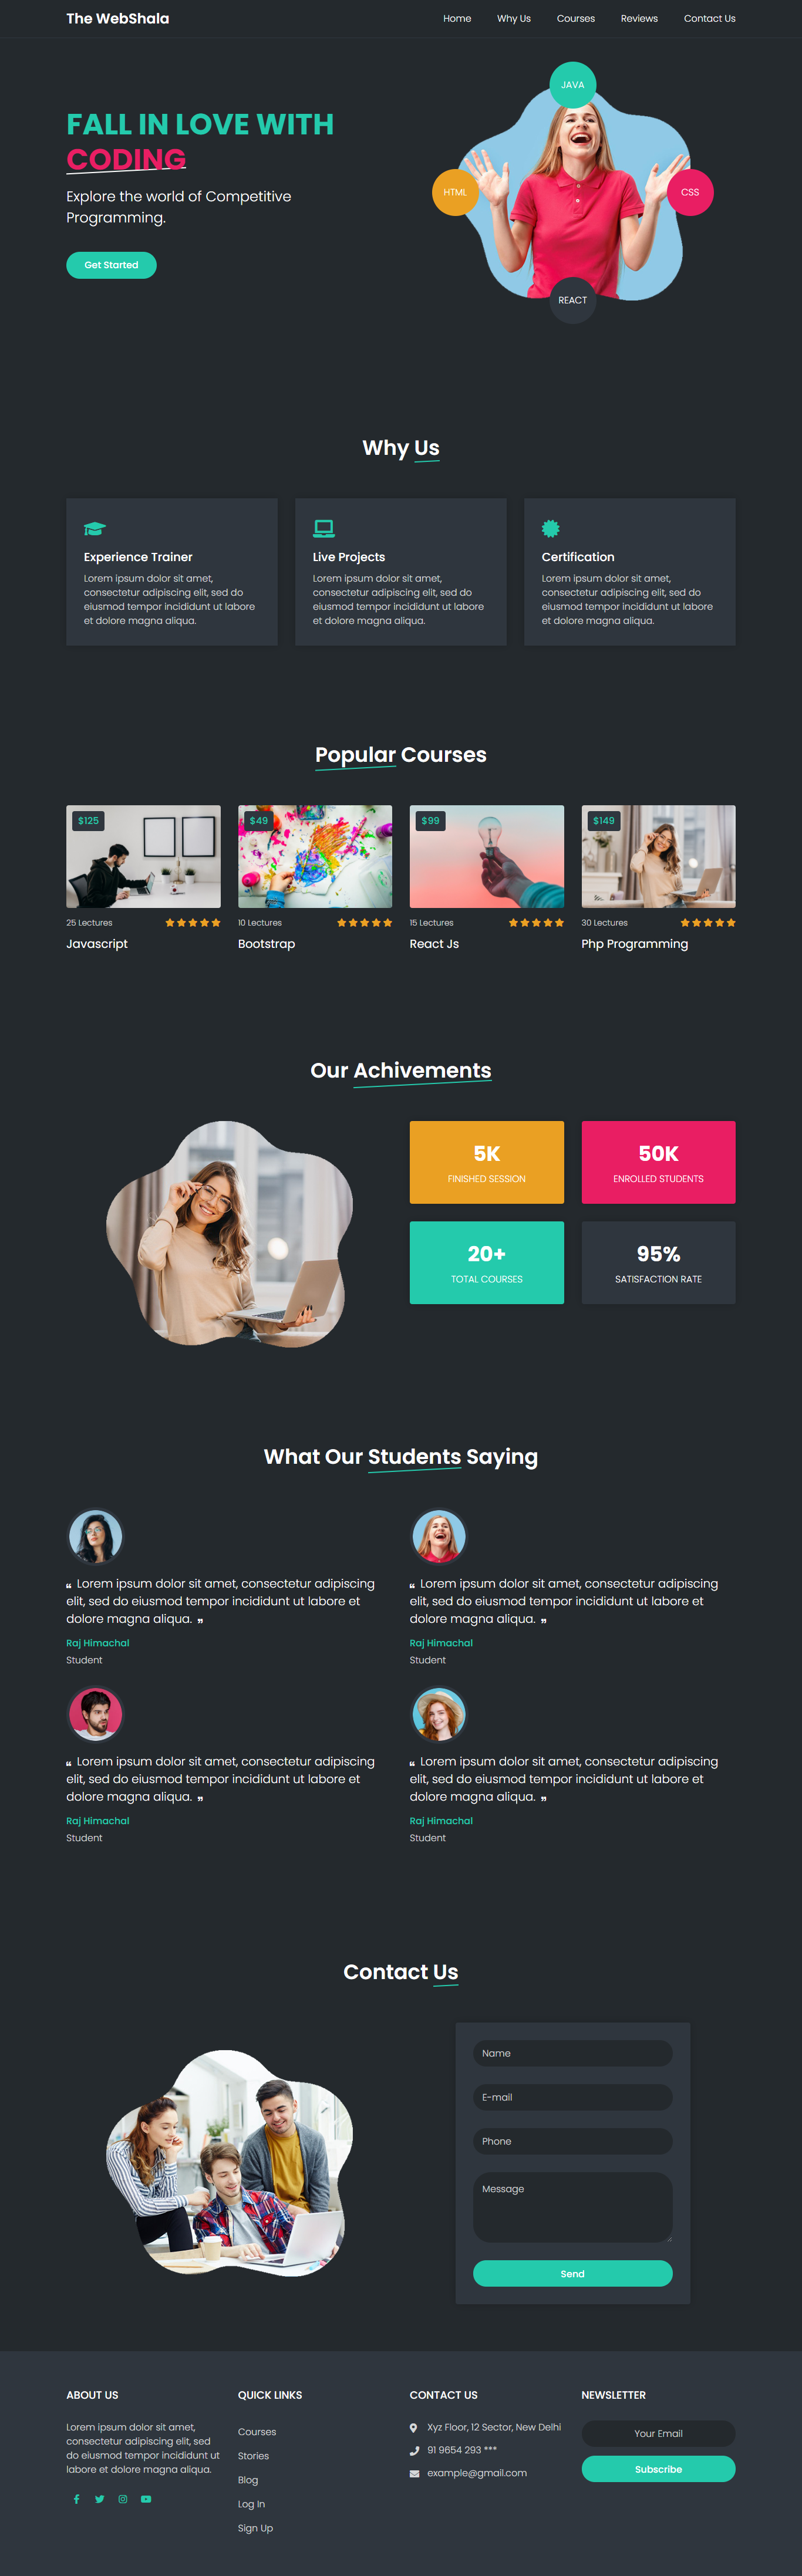 The WebShala
Home Why Us Courses Reviews Contact Us
FALL IN LOVE WITH
CODING
Explore the world of Competitive
Programming.
Get Started
JAVA
HTML
CSS
REACT
Why Us
Experience Trainer
Lorem ipsum dolor sit amet,
consectetur adipiscing elit, sed do
eiusmod tempor incididunt ut labore
et dolore magna aliqua.
Live Projects
Lorem ipsum dolor sit amet,
consectetur adipiscing elit, sed do
eiusmod tempor incididunt ut labore
et dolore magna aliqua.
Certification
Lorem ipsum dolor sit amet,
consectetur adipiscing elit, sed do
eiusmod tempor incididunt ut labore
et dolore magna aliqua.
Popular Courses
$125
25 Lectures
Javascript
$49
10 Lectures
Bootstrap
$99
15 Lectures
React Js
$149
30 Lectures
Php Programming
Our Achivements
5K
FINISHED SESSION
50K
ENROLLED STUDENTS
20+
TOTAL COURSES
95%
SATISFACTION RATE
What Our Students Saying
“ Lorem ipsum dolor sit amet, consectetur adipiscing
elit, sed do eiusmod tempor incididunt ut labore et
dolore magna aliqua. ”
Raj Himachal
Student
“ Lorem ipsum dolor sit amet, consectetur adipiscing
elit, sed do eiusmod tempor incididunt ut labore et
dolore magna aliqua. ”
Raj Himachal
Student
“ Lorem ipsum dolor sit amet, consectetur adipiscing
elit, sed do eiusmod tempor incididunt ut labore et
dolore magna aliqua. ”
Raj Himachal
Student
“ Lorem ipsum dolor sit amet, consectetur adipiscing
elit, sed do eiusmod tempor incididunt ut labore et
dolore magna aliqua. ”
Raj Himachal
Student
Contact Us
Name
E-mail
Phone
Message
Send
ABOUT US
Lorem ipsum dolor sit amet,
consectetur adipiscing elit, sed
do eiusmod tempor incididunt ut
labore et dolore magna aliqua.
QUICK LINKS
Courses
Stories
Blog
Log In
Sign Up
CONTACT US
Xyz Floor, 12 Sector, New Delhi
91 9654 293 ***
example@gmail.com
NEWSLETTER
Your Email
Subscribe